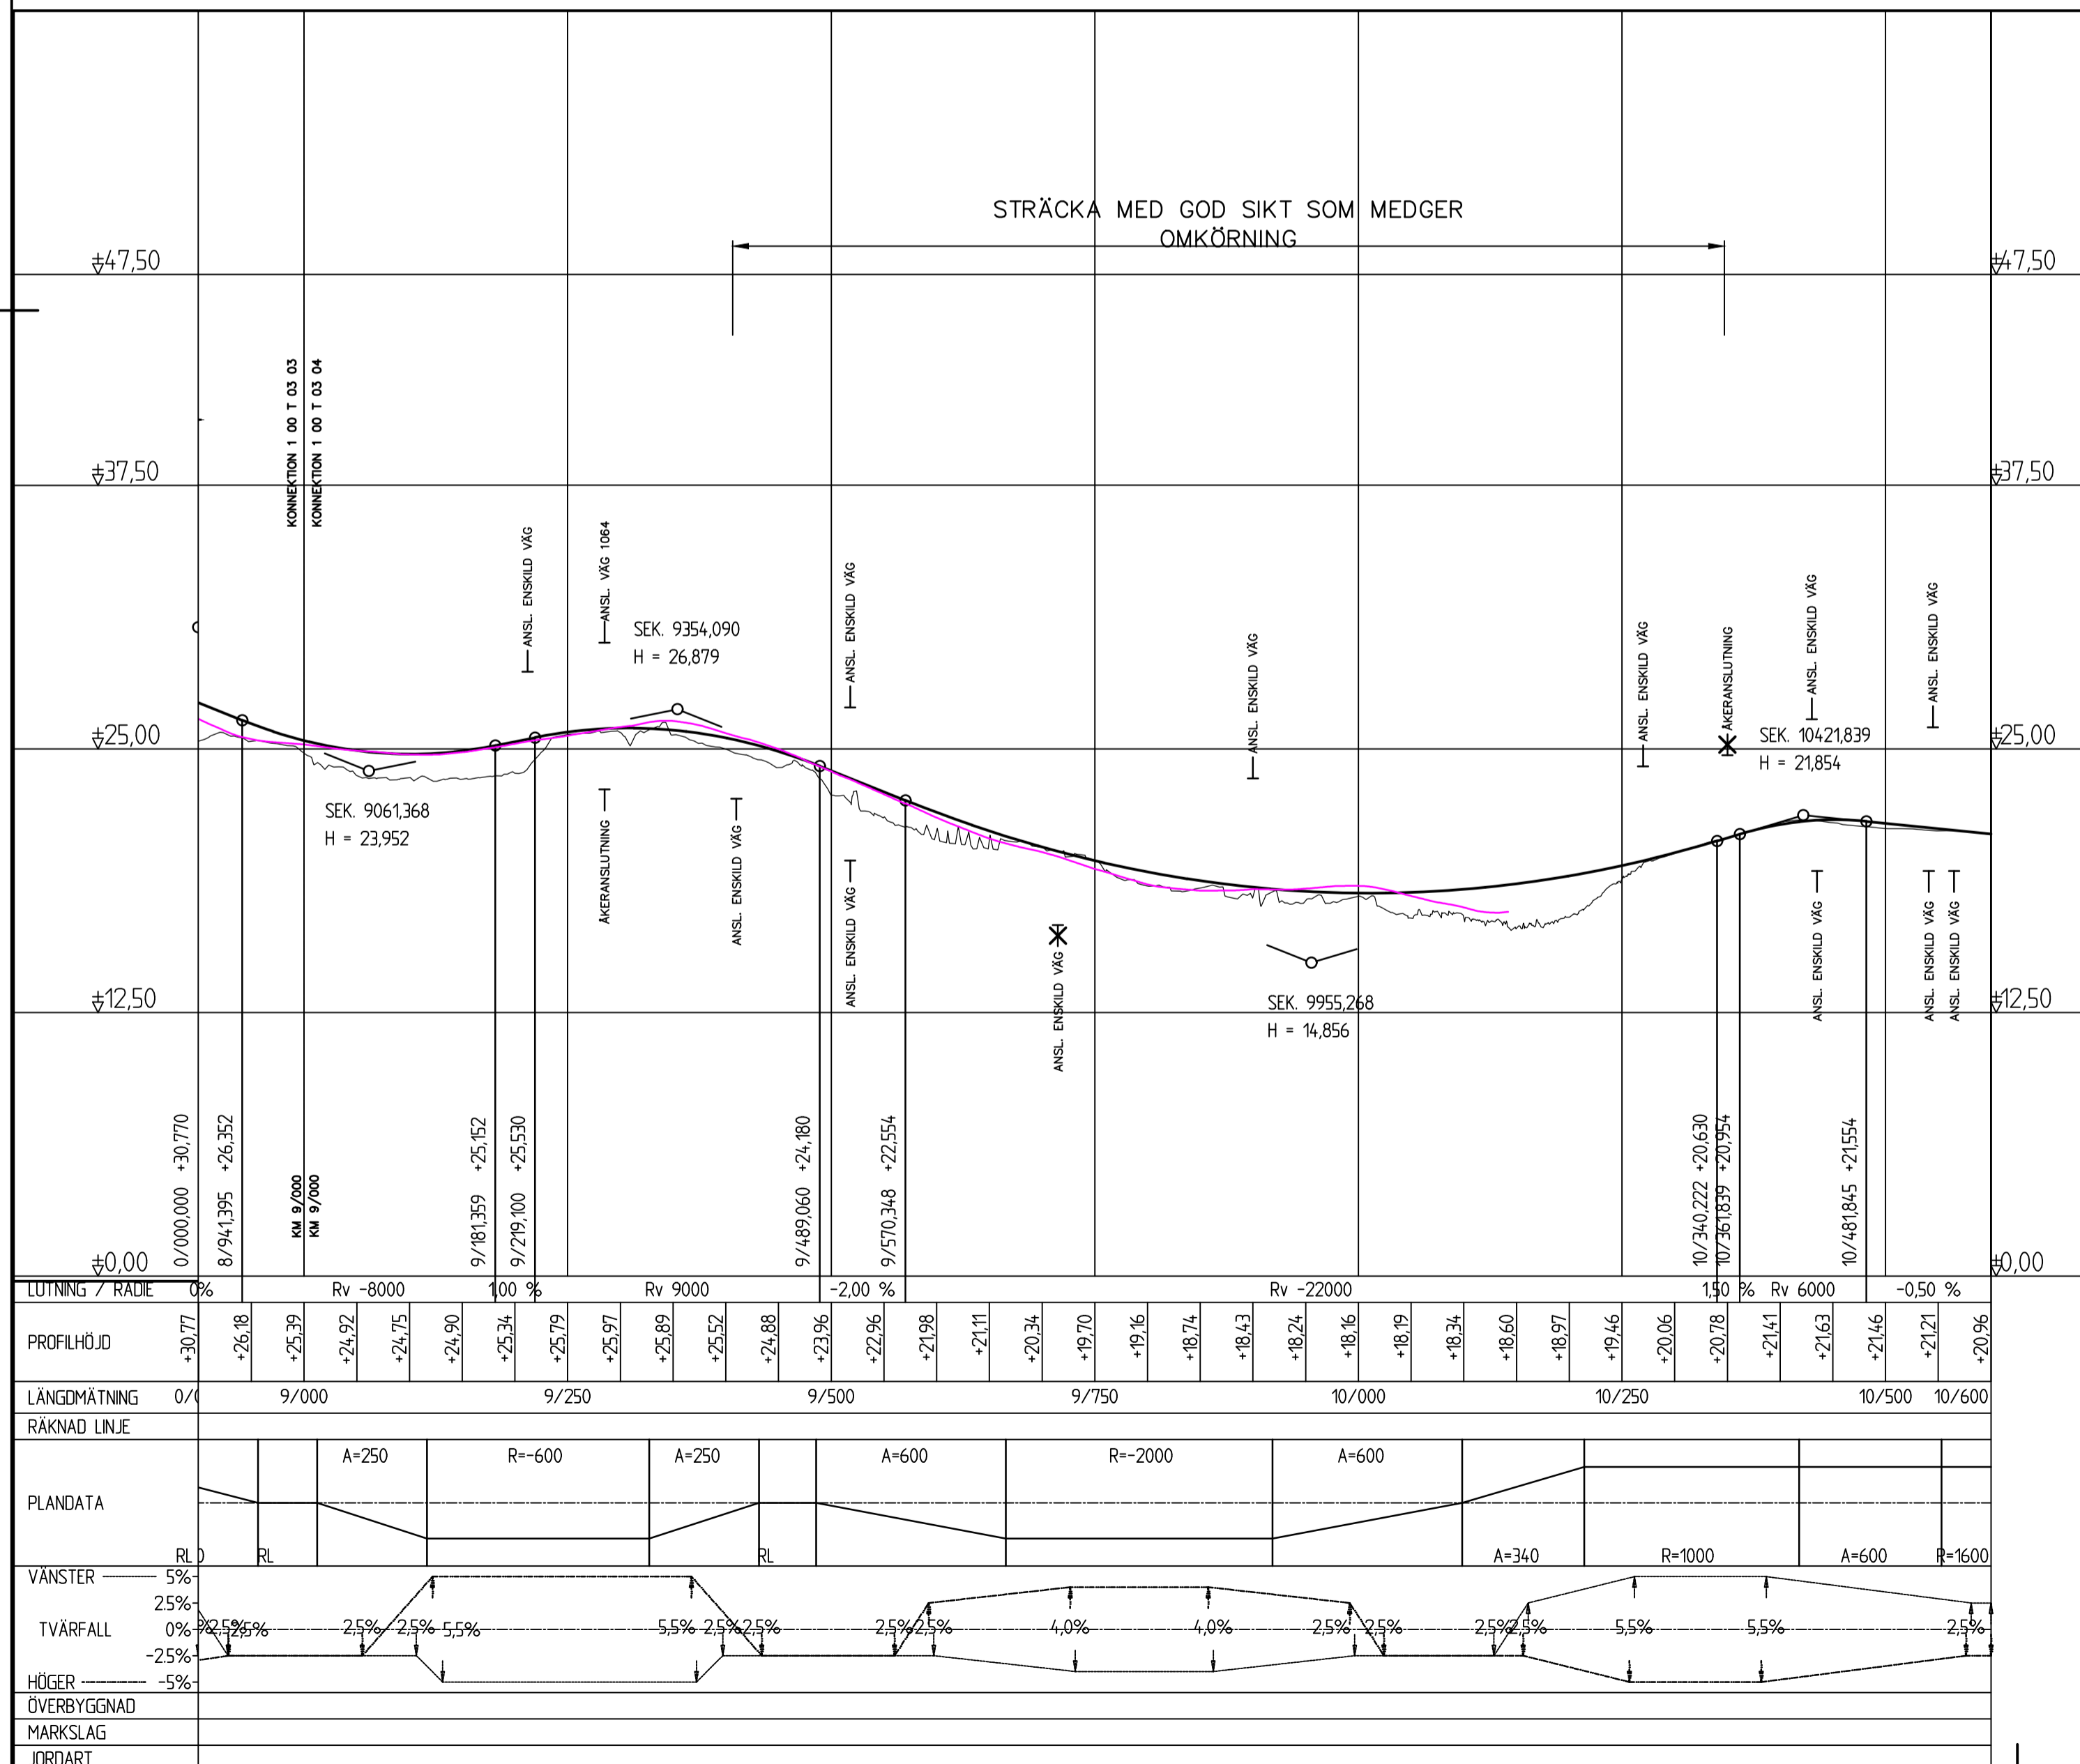 STRÄCKA MED GOD SIKT SOM MEDGER
OMKÖRNING
±47,50
±47,50
±37,50
±37,50
KONNEKTION 1 00 T 03 03
KONNEKTION 1 00 T 03 04
ANSL. ENSKILD VÄG
ANSL. VÄG 1064
SEK. 9354,090
H = 26,879
ANSL. ENSKILD VÄG
ANSL. ENSKILD VÄG
ANSL. ENSKILD VÄG
ÅKERANSLUTNING
ANSL. ENSKILD VÄG
ANSL. ENSKILD VÄG
±25,00
±25,00
SEK. 10421,839
H = 21,854
SEK. 9061,368
H = 23,952
ÅKERANSLUTNING
ANSL. ENSKILD VÄG
ANSL. ENSKILD VÄG
ANSL. ENSKILD VÄG
ANSL. ENSKILD VÄG
ANSL. ENSKILD VÄG
ANSL. ENSKILD VÄG
SEK. 9955,268
H = 14,856
±12,50
±12,50
0/000,000 +30,770
8/941,395 +26,352
KM 9/000
KM 9/000
9/181,359 +25,152
9/219,100 +25,530
9/489,060 +24,180
9/570,348 +22,554
10/340,222 +20,630
10/361,839 +20,954
10/481,845 +21,554
±0,00
±0,00
LUTNING / RADIE 0% Rv -8000 1,00 % Rv 9000 -2,00 % Rv -22000 1,50 % Rv 6000 -0,50 %
PROFILHÖJD +30,77 +26,18 +25,39 +24,92 +24,75 +24,90 +25,34 +25,79 +25,97 +25,89 +25,52 +24,88 +23,96 +22,96 +21,98 +21,11 +20,34 +19,70 +19,16 +18,74 +18,43 +18,24 +18,16 +18,19 +18,34 +18,60 +18,97 +19,46 +20,06 +20,78 +21,41 +21,63 +21,46 +21,21 +20,96
LÄNGDMÄTNING 0/0 9/000 9/250 9/500 9/750 10/000 10/250 10/500 10/600
RÄKNAD LINJE
A=250 R=-600 A=250 A=600 R=-2000 A=600
PLANDATA
RL RL RL A=340 R=1000 A=600 R=1600
VÄNSTER 5%
2.5%
TVÄRFALL 0% 2,5% 2,5% 2,5% 2,5% 5,5% 5,5% 2,5% 2,5% 2,5% 2,5% 4,0% 4,0% 2,5% 2,5% 2,5% 2,5% 5,5% 5,5% 2,5%
-2.5%
HÖGER -5%
ÖVERBYGGNAD
MARKSLAG
JORDART